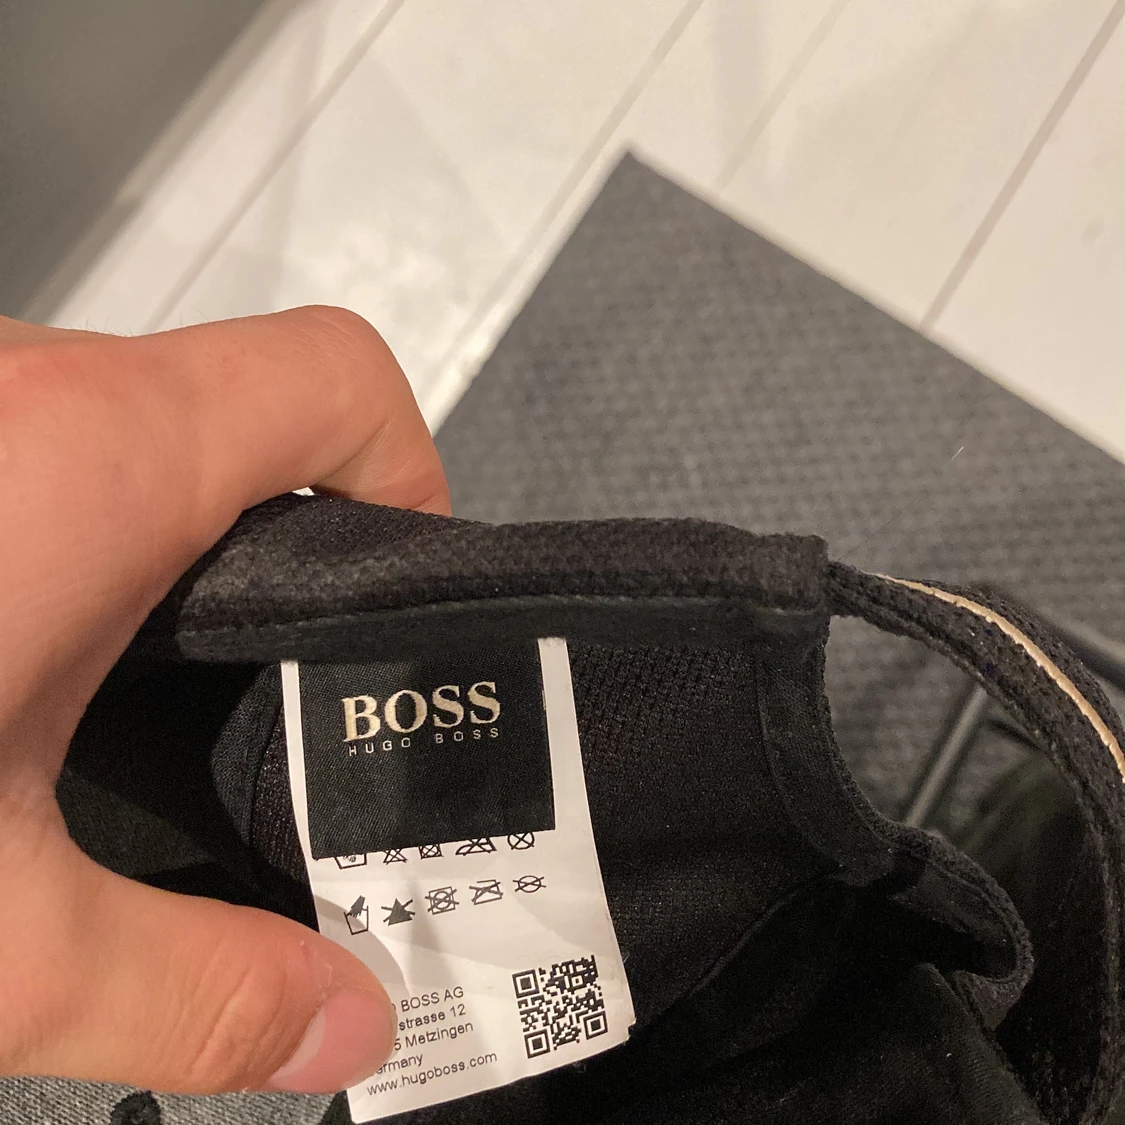 BOSS
HUGO BOSS
BOSS AG
strasse 12
Metzingen
www.hugoboss.com